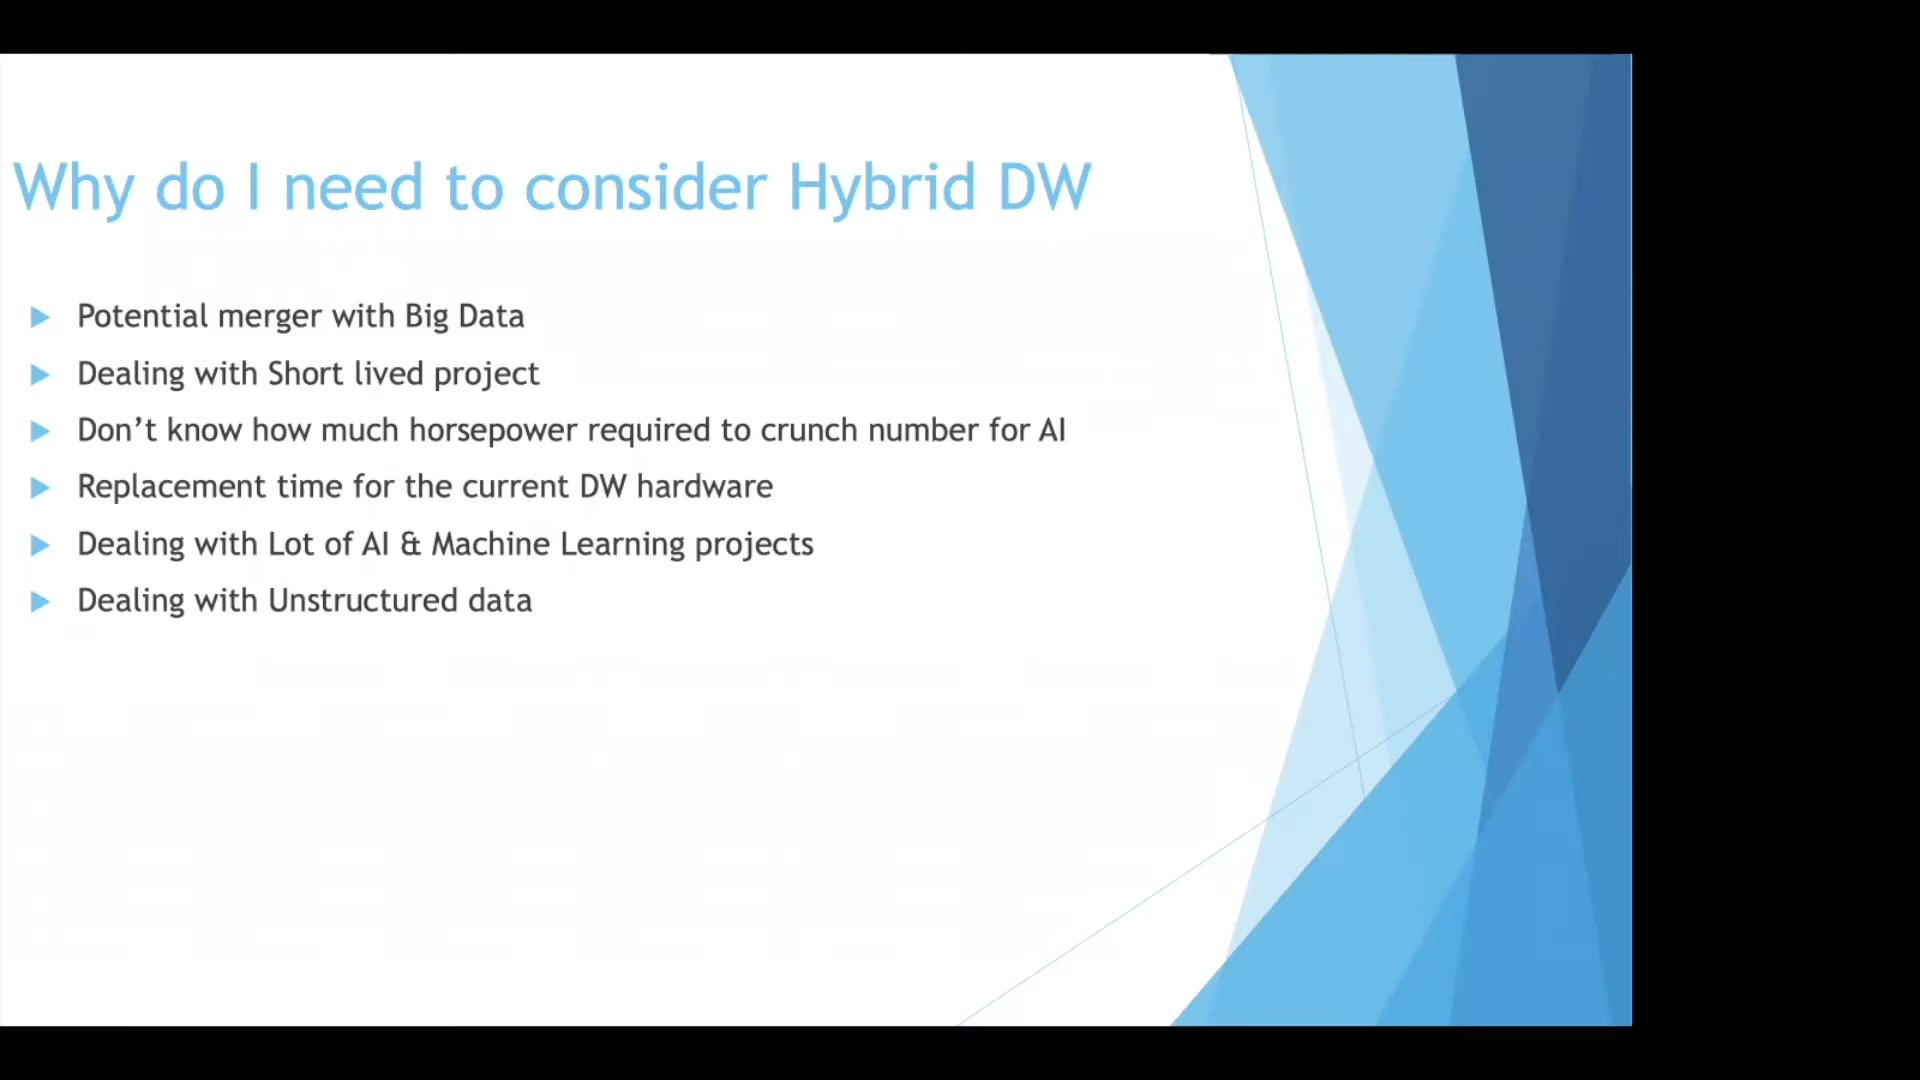 Why do I need to consider Hybrid DW
Potential merger with Big Data
Dealing with Short lived project
Don’t know how much horsepower required to crunch number for AI
Replacement time for the current DW hardware
Dealing with Lot of AI & Machine Learning projects
Dealing with Unstructured data